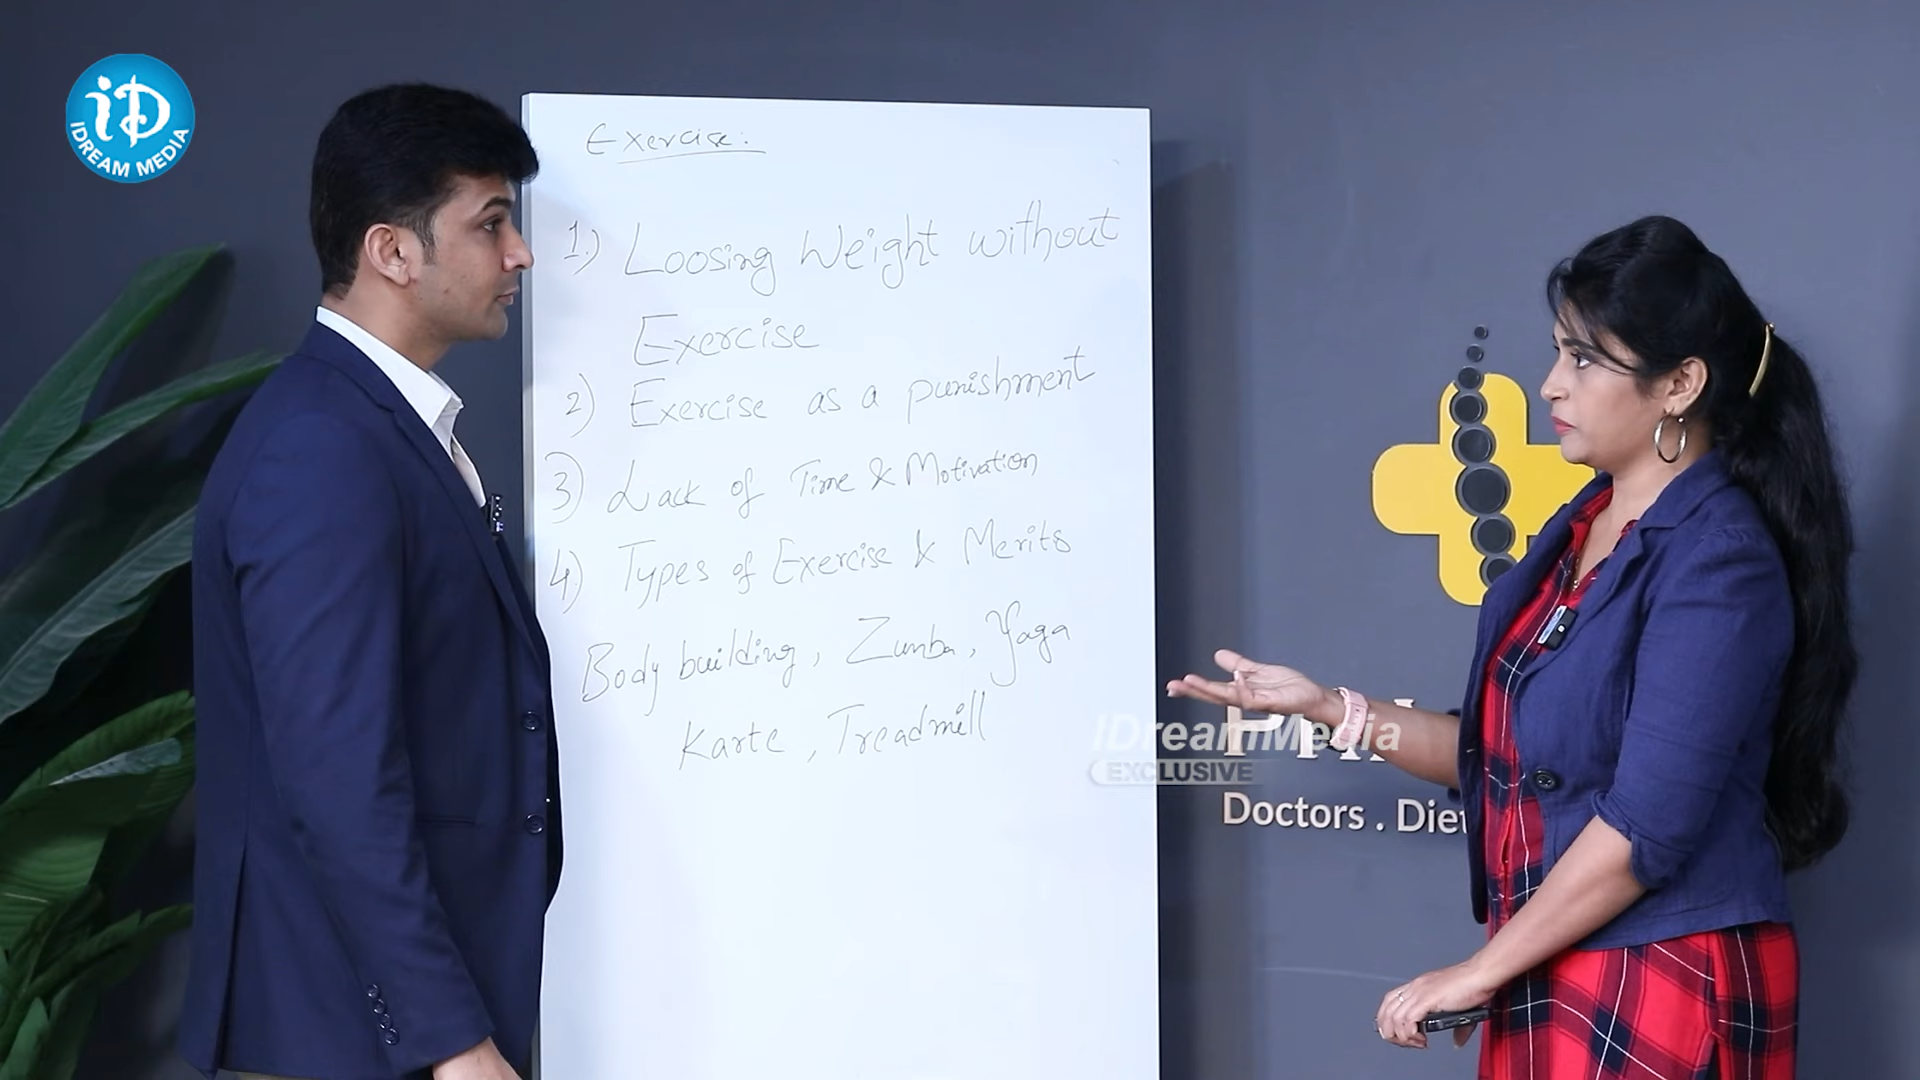 iD
IDREAM MEDIA
Exercise:
1.) Loosing Weight without
Exercise
2) Exercise as a punishment
3) Lack of Time & Motivation
4) Types of Exercise & Merits
Body building, Zumba, Yoga
Karte, Treadmill
iDreamMedia
EXCLUSIVE
Doctors . Diet